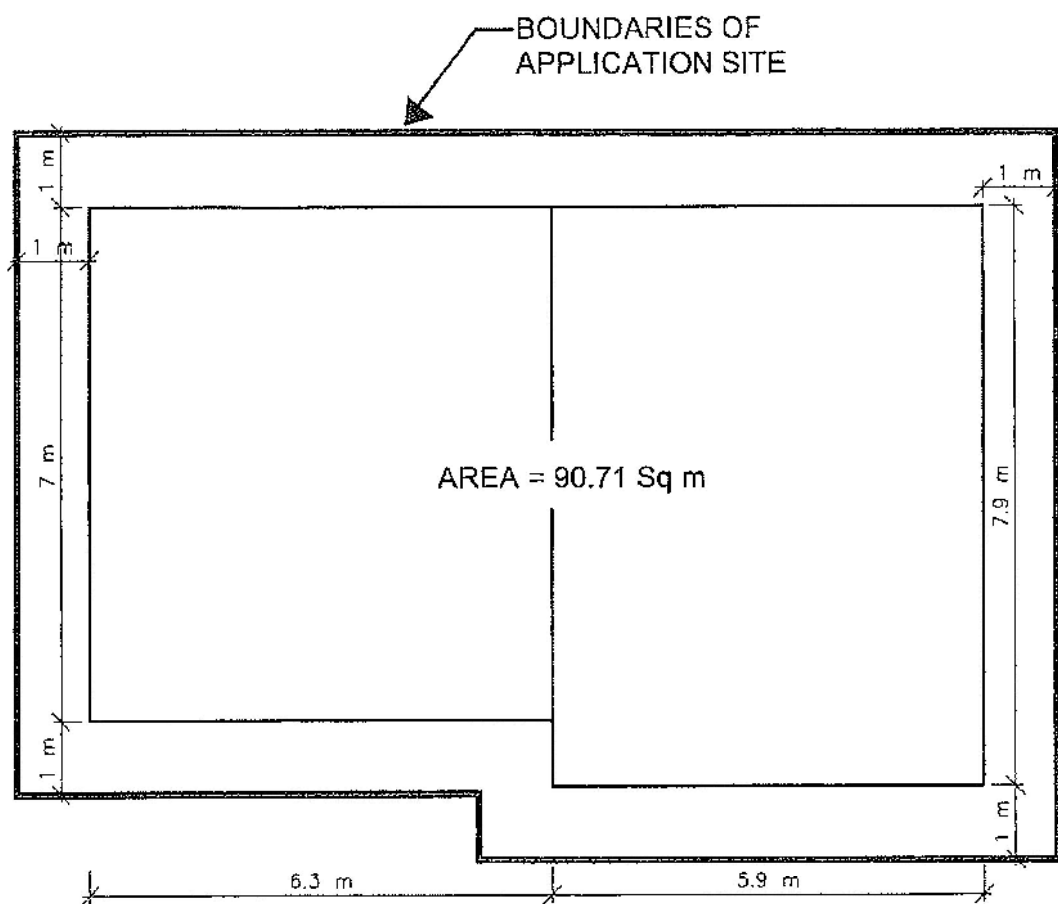 BOUNDARIES OF
APPLICATION SITE
1 m
1 m
1 m
7 m
AREA = 90.71 Sq m
7.9 m
1 m
1 m
6.3 m
5.9 m